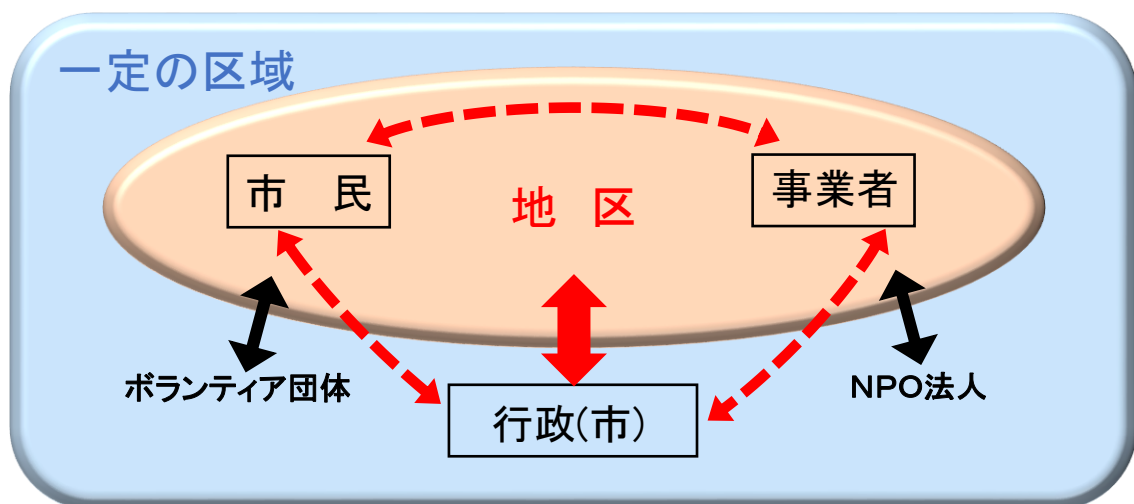 一定の区域
市　民
地　区
事業者
ボランティア団体
NPO法人
行政(市)